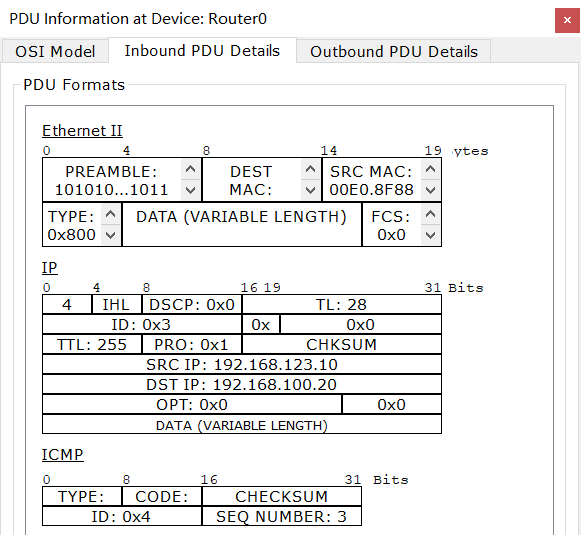 PDU Information at Device: Router0
OSI Model Inbound PDU Details Outbound PDU Details
PDU Formats
Ethernet II
0 4 8 14 19 ytes
PREAMBLE: DEST SRC MAC:
101010...1011 MAC: 00E0.8F88
TYPE: DATA (VARIABLE LENGTH) FCS:
0x800 0x0
IP
0 4 8 16 19 31 Bits
4 IHL DSCP: 0x0 TL: 28
ID: 0x3 0x 0x0
TTL: 255 PRO: 0x1 CHKSUM
SRC IP: 192.168.123.10
DST IP: 192.168.100.20
OPT: 0x0 0x0
DATA (VARIABLE LENGTH)
ICMP
0 8 16 31 Bits
TYPE: CODE: CHECKSUM
ID: 0x4 SEQ NUMBER: 3